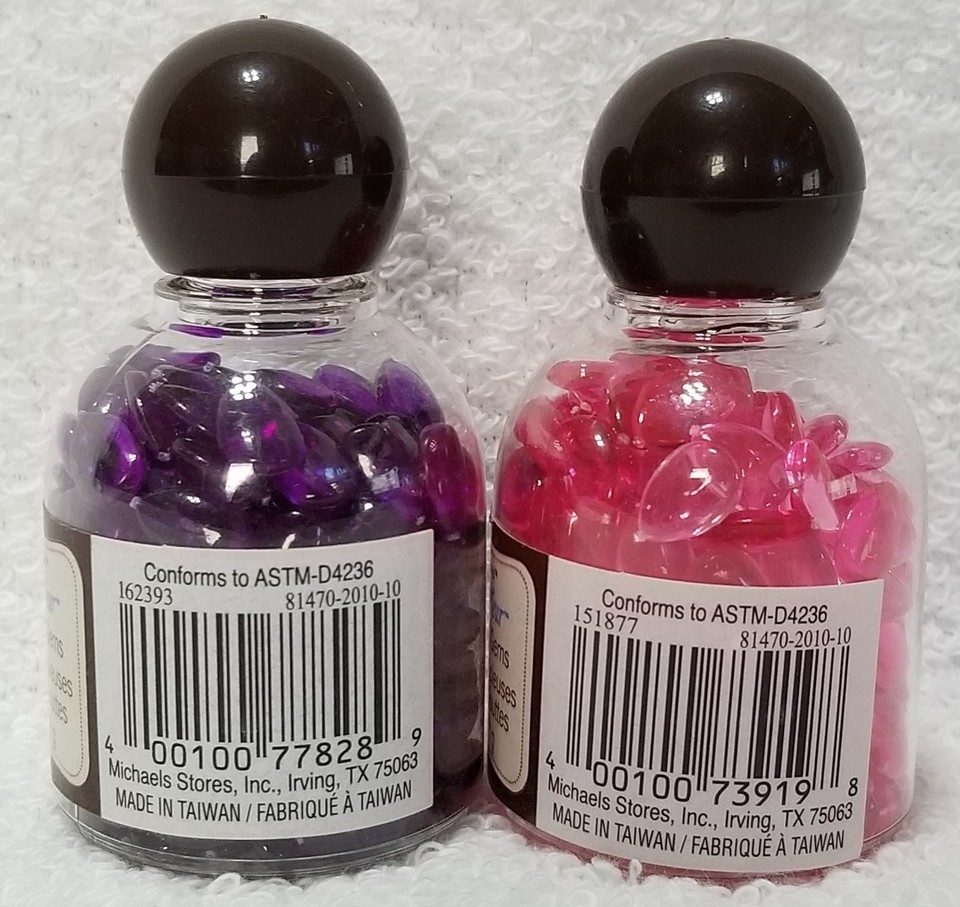 Conforms to ASTM-D4236
162393 81470-2010-10
4 00100 77828 9
Michaels Stores, Inc., Irving, TX 75063
MADE IN TAIWAN / FABRIQUÉ À TAIWAN
Conforms to ASTM-D4236
151877 81470-2010-10
4 00100 73919 8
Michaels Stores, Inc., Irving, TX 75063
MADE IN TAIWAN / FABRIQUÉ À TAIWAN